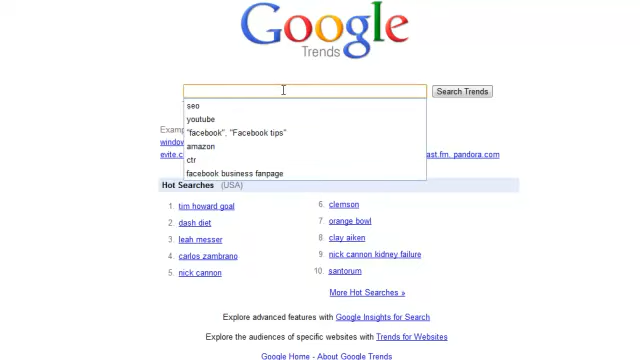 Google
Trends
Search Trends
seo
youtube
"facebook", "Facebook tips"
amazon
ctr
facebook business fanpage
Hot Searches (USA)
1. tim howard goal
2. dash diet
3. leah messer
4. carlos zambrano
5. nick cannon
6. clemson
7. orange bowl
8. clay aiken
9. nick cannon kidney failure
10. santorum
More Hot Searches »
Explore advanced features with Google Insights for Search
Explore the audiences of specific websites with Trends for Websites
Google Home - About Google Trends